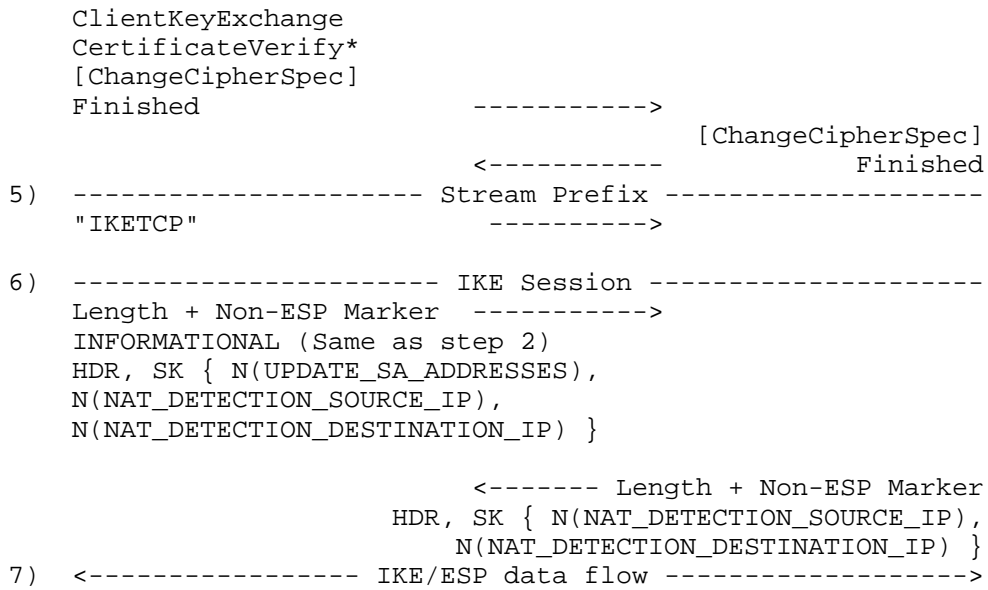 ClientKeyExchange
CertificateVerify*
[ChangeCipherSpec]
Finished ----------->
[ChangeCipherSpec]
<----------- Finished
5) ---------------------- Stream Prefix --------------------
"IKETCP" ---------->
6) ----------------------- IKE Session ---------------------
Length + Non-ESP Marker ----------->
INFORMATIONAL (Same as step 2)
HDR, SK { N(UPDATE_SA_ADDRESSES),
N(NAT_DETECTION_SOURCE_IP),
N(NAT_DETECTION_DESTINATION_IP) }
<------- Length + Non-ESP Marker
HDR, SK { N(NAT_DETECTION_SOURCE_IP),
N(NAT_DETECTION_DESTINATION_IP) }
7) <----------------- IKE/ESP data flow ------------------->